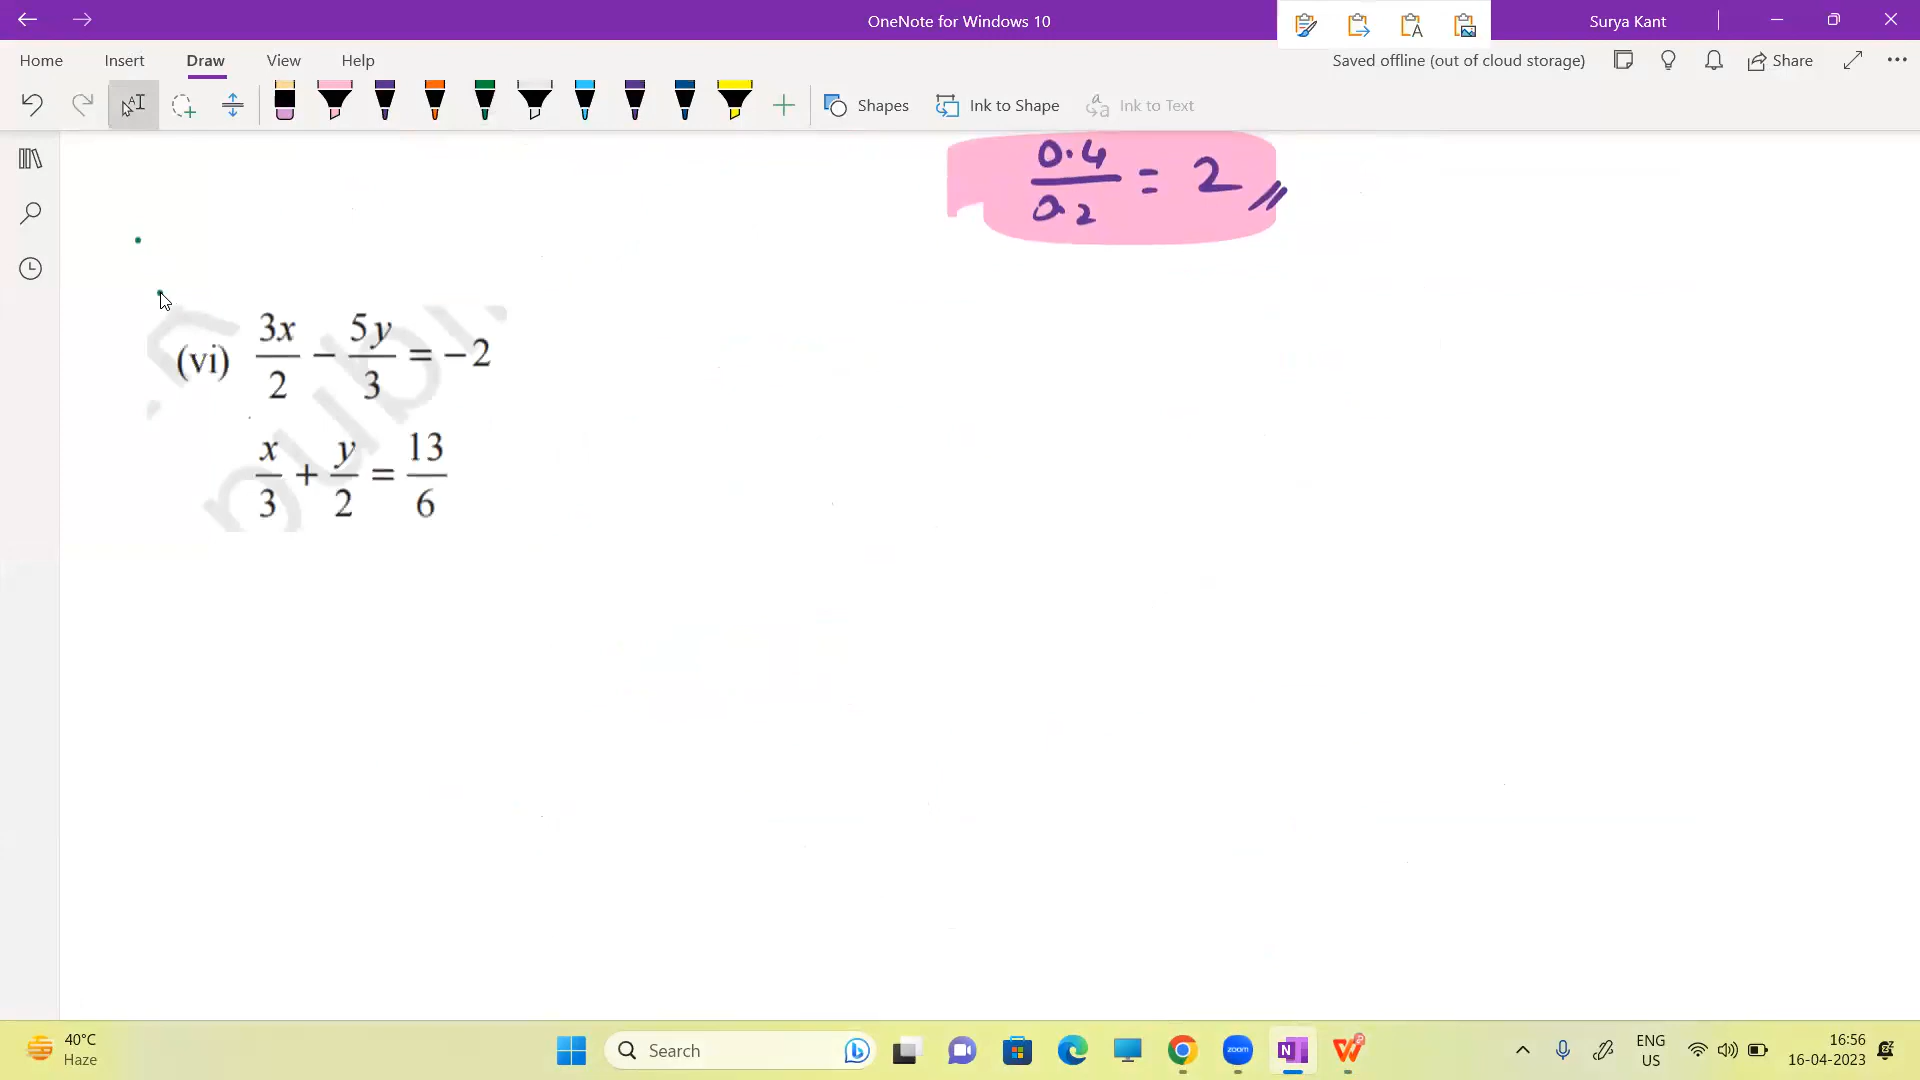 OneNote for Windows 10
Surya Kant
Home Insert Draw View Help
Saved offline (out of cloud storage)
Share
Shapes
Ink to Shape
Ink to Text
0.4/0.2 = 2
(vi) 3x/2 − 5y/3 = −2
x/3 + y/2 = 13/6
40°C
Haze
Search
zoom
ENG
US
16:56
16-04-2023